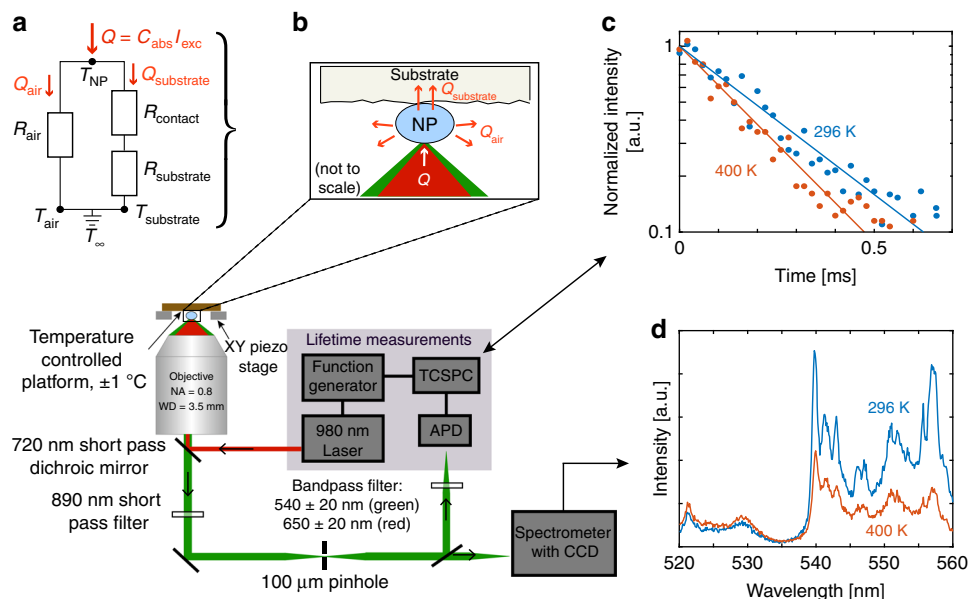 a
Q = C_abs I_exc
Q_air
T_NP
Q_substrate
R_air
R_contact
R_substrate
T_air
T_∞
T_substrate
b
Substrate
Q_substrate
NP
Q_air
(not to
scale)
Q
c
Normalized intensity
[a.u.]
1
0.1
296 K
400 K
0
0.5
Time [ms]
Temperature
controlled
platform, ±1 °C
XY piezo
stage
Objective
NA = 0.8
WD = 3.5 mm
Lifetime measurements
Function
generator
TCSPC
980 nm
Laser
APD
720 nm short pass
dichroic mirror
890 nm short
pass filter
Bandpass filter:
540 ± 20 nm (green)
650 ± 20 nm (red)
100 μm pinhole
Spectrometer
with CCD
d
Intensity [a.u.]
296 K
400 K
520
530
540
550
560
Wavelength [nm]